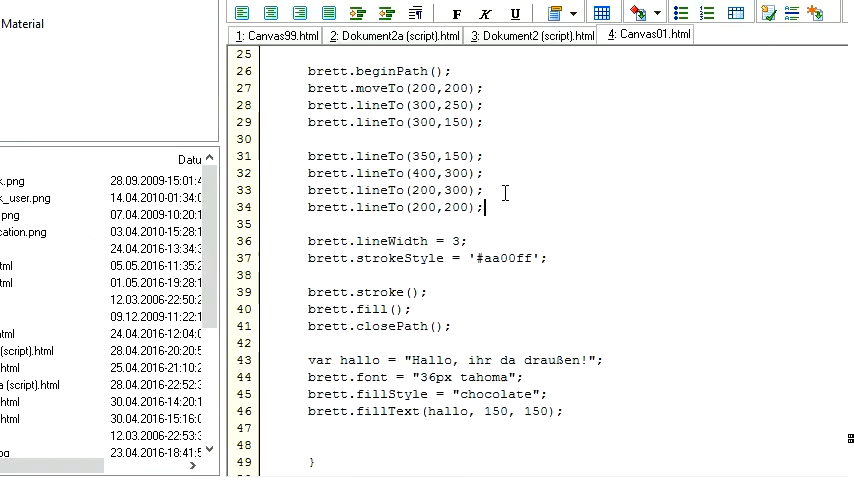 Material
F K U
1: Canvas99.html 2: Dokument2a (script).html 3: Dokument2 (script).html 4: Canvas01.html
Datu
k.png 28.09.2009-15:01:4
k_user.png 14.04.2010-01:34:0
.png 07.04.2009-10:20:1
cation.png 03.04.2010-15:28:1
24.04.2016-13:34:3
tml 05.05.2016-11:35:2
tml 01.05.2016-19:28:1
12.03.2006-22:50:2
09.12.2009-11:22:1
html 24.04.2016-12:04:0
(script).html 28.04.2016-20:20:5
.html 25.04.2016-21:10:2
a (script).html 28.04.2016-22:52:3
.html 30.04.2016-14:20:1
.html 30.04.2016-15:16:0
12.03.2006-22:53:3
23.04.2016-18:41:5
25
26 brett.beginPath();
27 brett.moveTo(200,200);
28 brett.lineTo(300,250);
29 brett.lineTo(300,150);
30
31 brett.lineTo(350,150);
32 brett.lineTo(400,300);
33 brett.lineTo(200,300);
34 brett.lineTo(200,200);
35
36 brett.lineWidth = 3;
37 brett.strokeStyle = '#aa00ff';
38
39 brett.stroke();
40 brett.fill();
41 brett.closePath();
42
43 var hallo = "Hallo, ihr da draußen!";
44 brett.font = "36px tahoma";
45 brett.fillStyle = "chocolate";
46 brett.fillText(hallo, 150, 150);
47
48
49 }